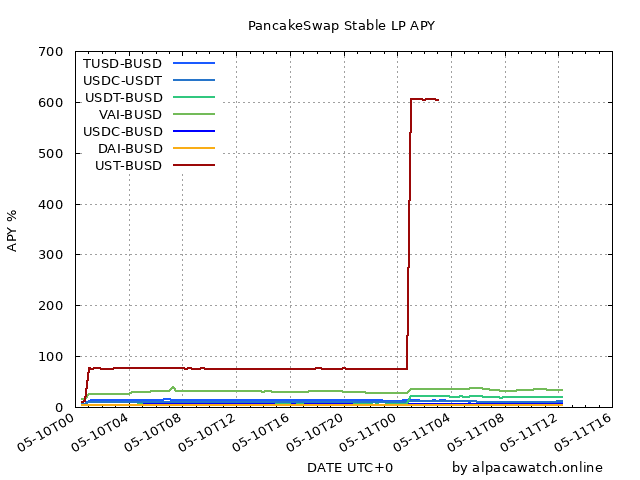 PancakeSwap Stable LP APY
700
600
500
400
300
200
100
0
APY %
TUSD-BUSD
USDC-USDT
USDT-BUSD
VAI-BUSD
USDC-BUSD
DAI-BUSD
UST-BUSD
05-10T00
05-10T04
05-10T08
05-10T12
05-10T16
05-10T20
05-11T00
05-11T04
05-11T08
05-11T12
05-11T16
DATE UTC+0
by alpacawatch.online